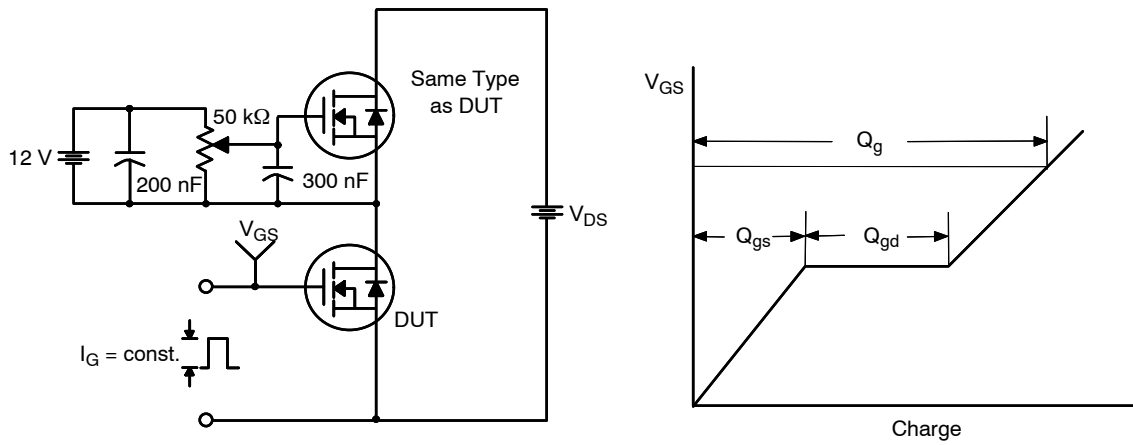 Same Type
as DUT
50 kΩ
12 V
200 nF
300 nF
V_DS
V_GS
DUT
I_G = const.
V_GS
Q_g
Q_gs
Q_gd
Charge